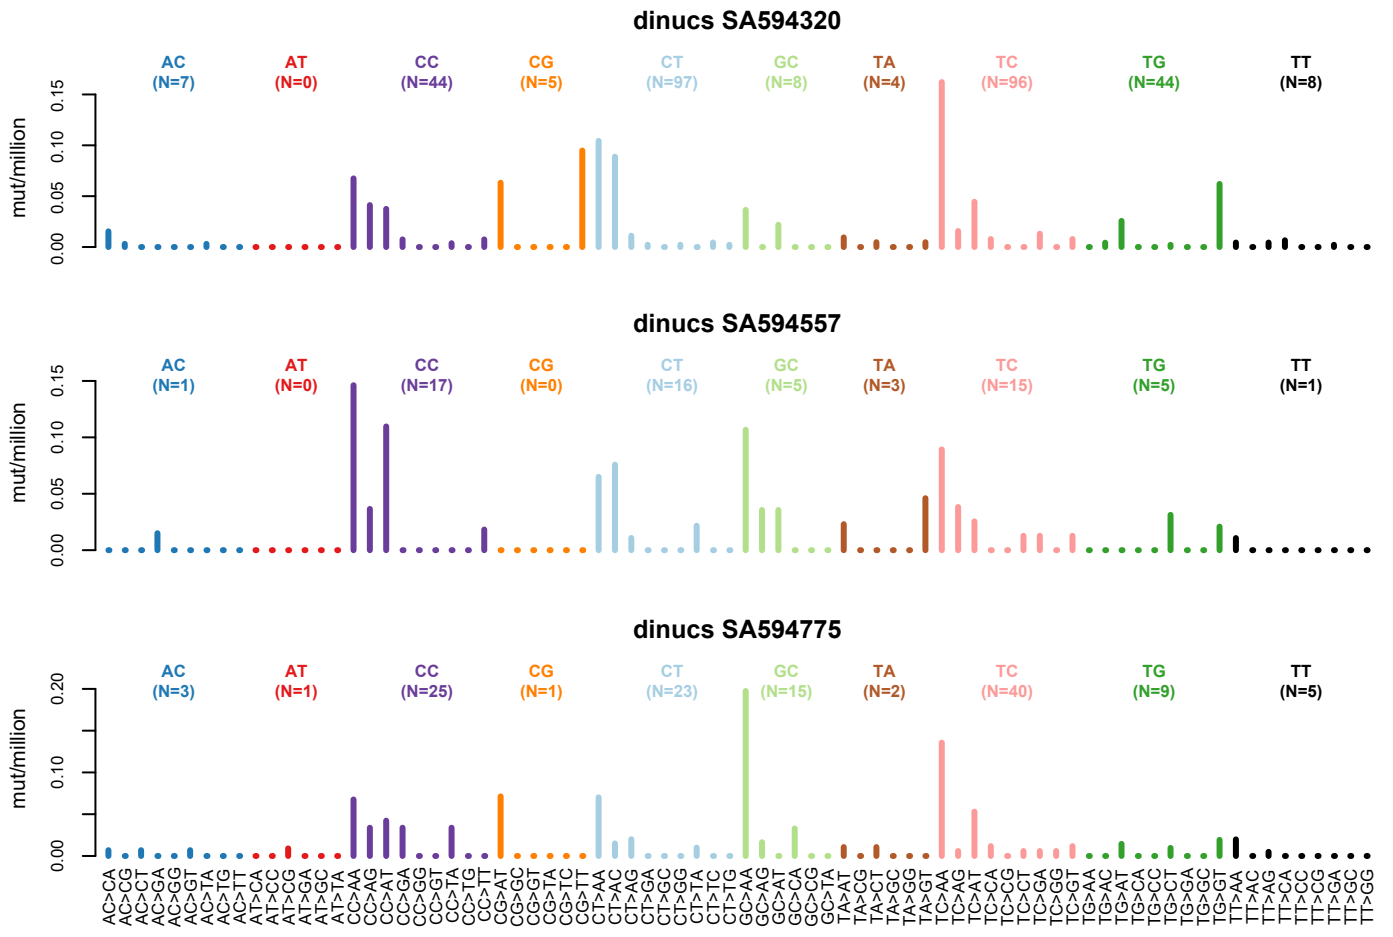 dinucs SA594320
AC AT CC CG CT GC TA TC TG TT
(N=7) (N=0) (N=44) (N=5) (N=97) (N=8) (N=4) (N=96) (N=44) (N=8)
mut/million
0.15
0.10
0.05
0.00
dinucs SA594557
AC AT CC CG CT GC TA TC TG TT
(N=1) (N=0) (N=17) (N=0) (N=16) (N=5) (N=3) (N=15) (N=5) (N=1)
mut/million
0.15
0.10
0.05
0.00
dinucs SA594775
AC AT CC CG CT GC TA TC TG TT
(N=3) (N=1) (N=25) (N=1) (N=23) (N=15) (N=2) (N=40) (N=9) (N=5)
mut/million
0.20
0.10
0.00
AC>CA
AC>CG
AC>CT
AC>GA
AC>GG
AC>GT
AC>TA
AC>TG
AC>TT
AT>CA
AT>CC
AT>CG
AT>GA
AT>GC
AT>TA
CC>AA
CC>AG
CC>AT
CC>GA
CC>GG
CC>GT
CC>TA
CC>TG
CC>TT
CG>AT
CG>GC
CG>GT
CG>TA
CG>TC
CG>TT
CT>AA
CT>AC
CT>AG
CT>GA
CT>GC
CT>GG
CT>TA
CT>TC
CT>TG
GC>AA
GC>AG
GC>AT
GC>CA
GC>CG
GC>TA
TA>AT
TA>CG
TA>CT
TA>GC
TA>GG
TA>GT
TC>AA
TC>AG
TC>AT
TC>CA
TC>CG
TC>CT
TC>GA
TC>GG
TC>GT
TG>AA
TG>AC
TG>AT
TG>CA
TG>CC
TG>CT
TG>GA
TG>GC
TG>GT
TT>AA
TT>AC
TT>AG
TT>CA
TT>CC
TT>CG
TT>GA
TT>GC
TT>GG